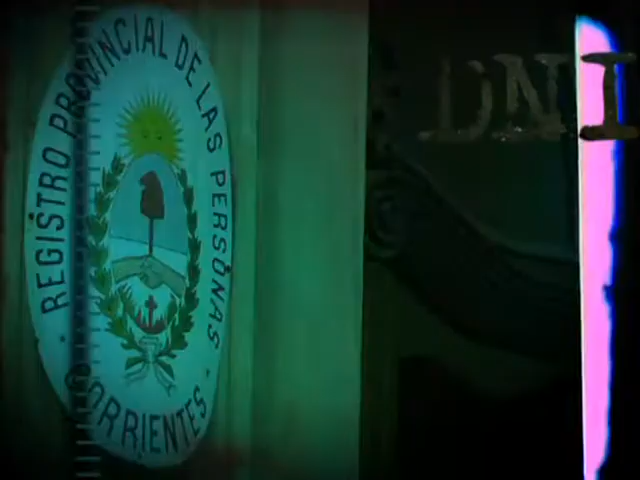 REGISTRO PROVINCIAL DE LAS PERSONAS
CORRIENTES
DNI